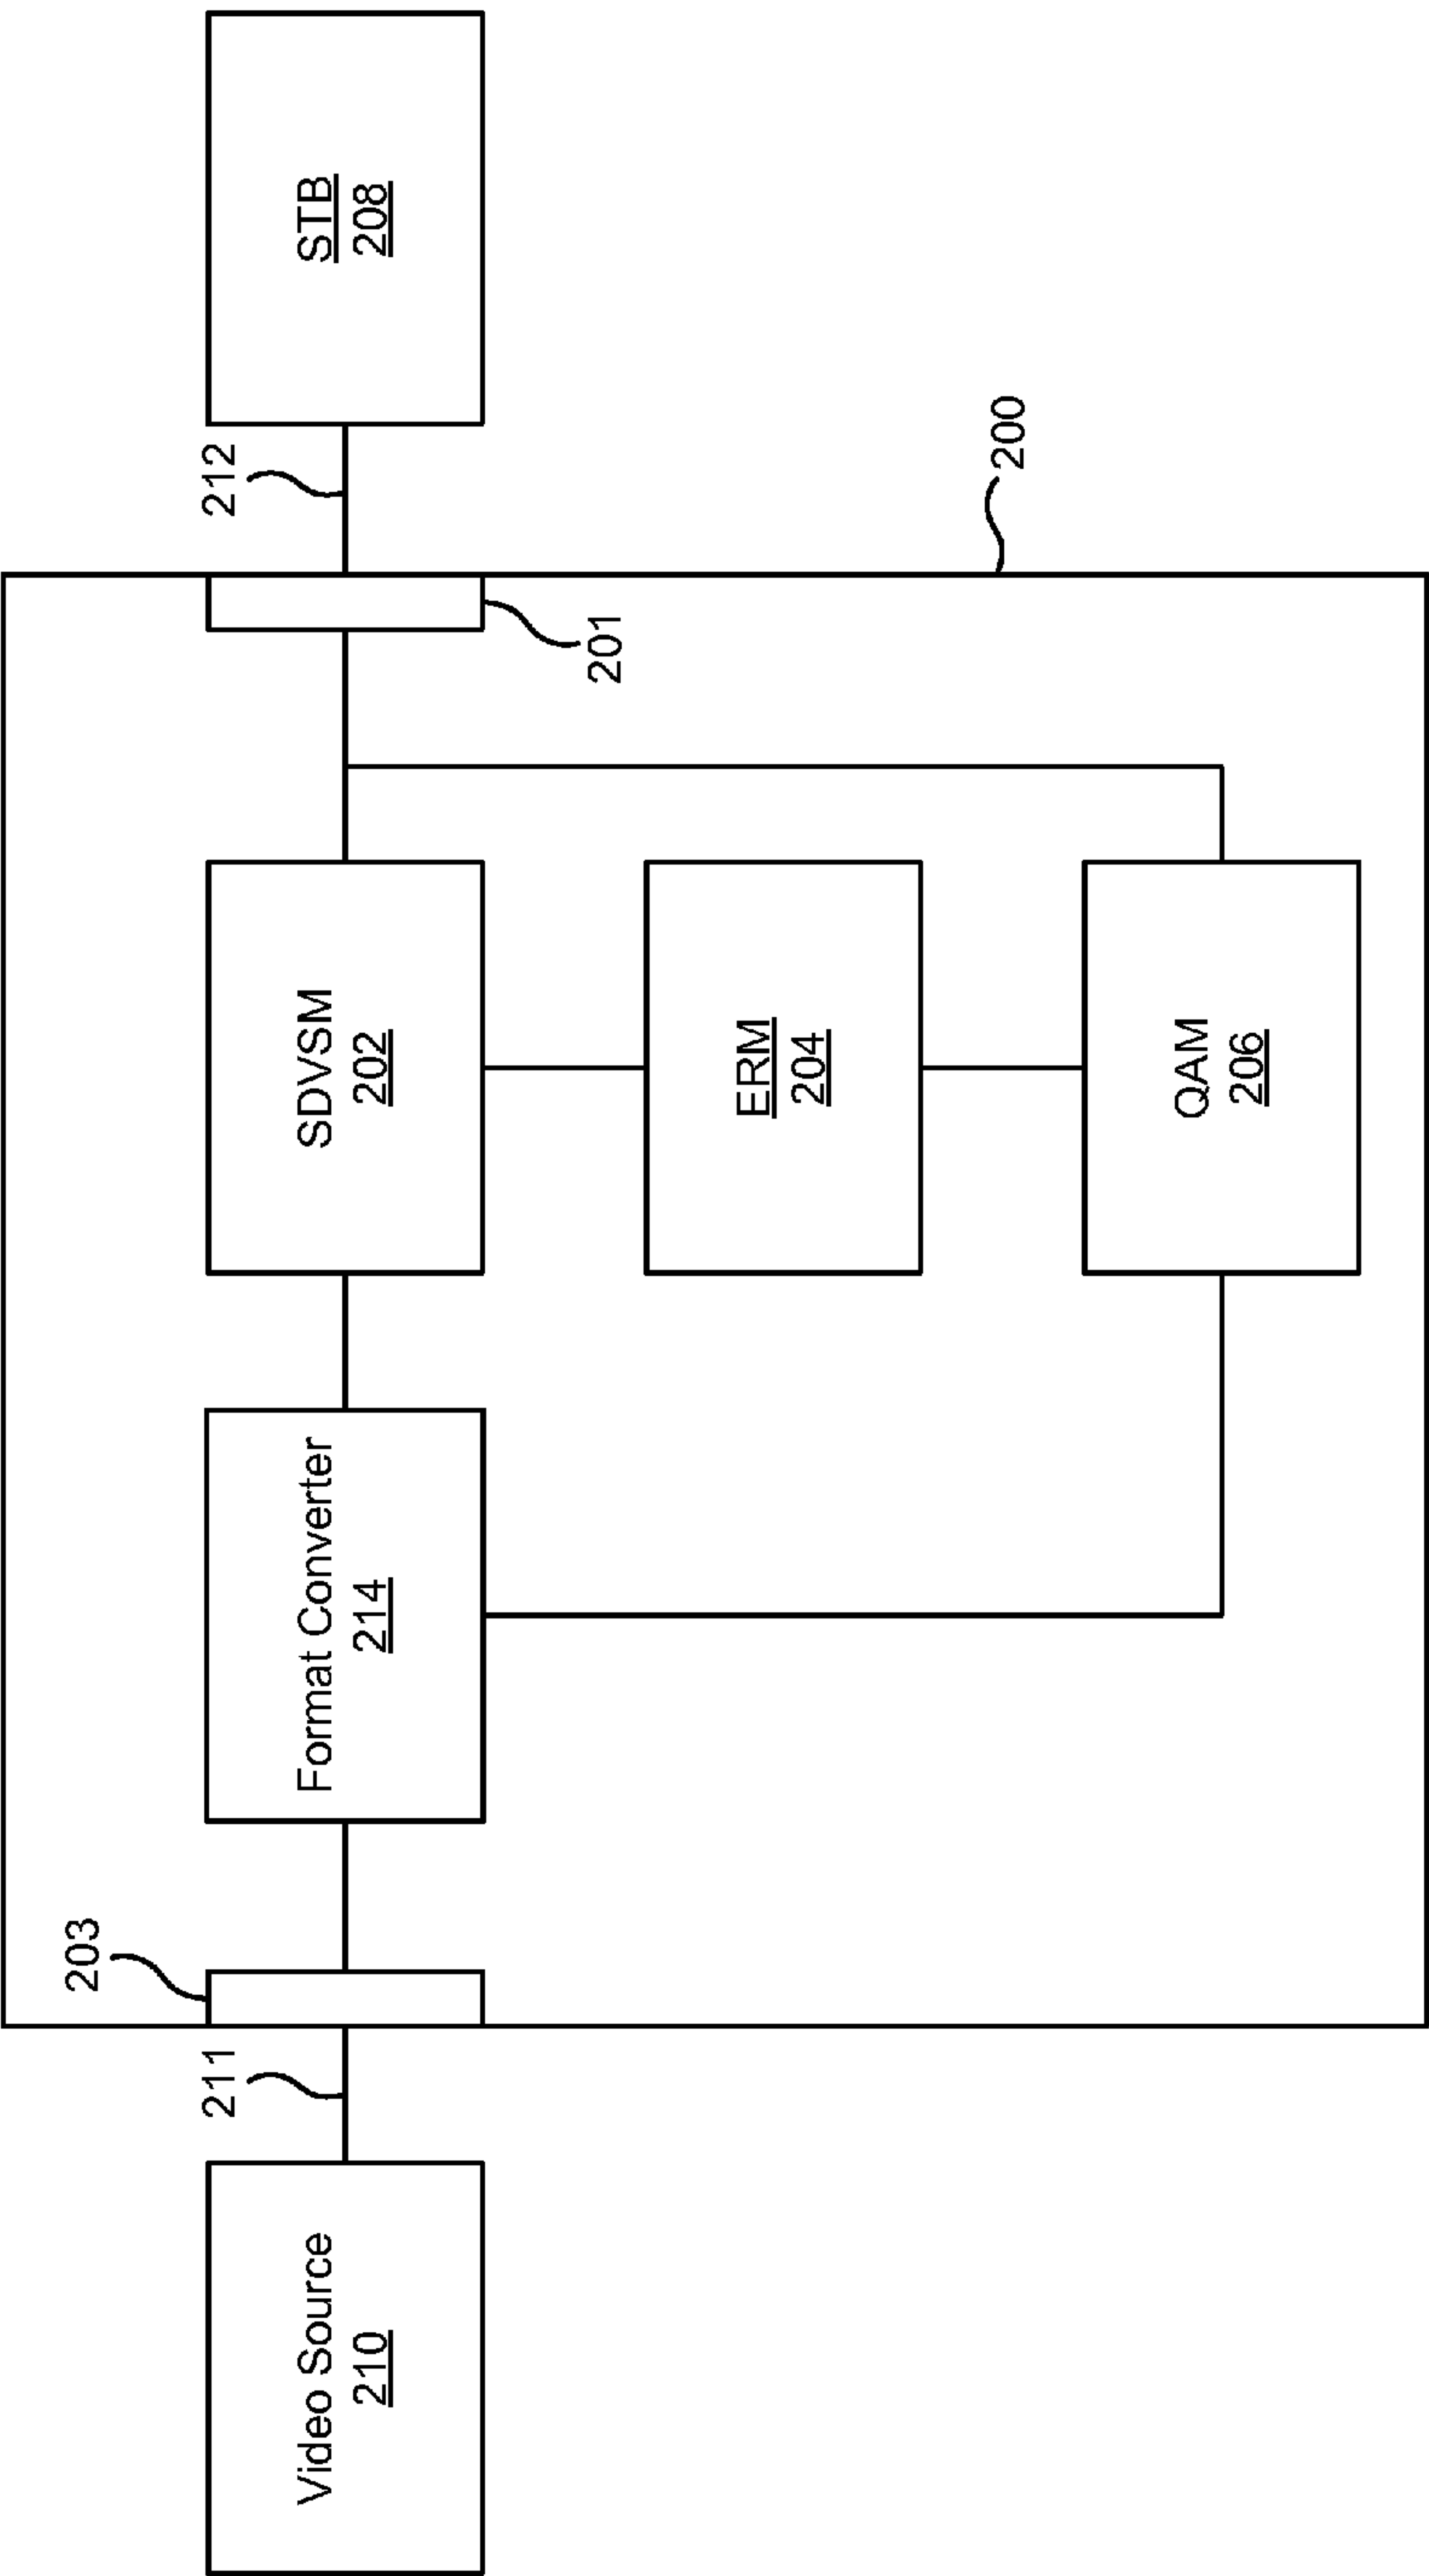 203
211
212
Video Source
210
Format Converter
214
SDVSM
202
STB
208
201
ERM
204
200
QAM
206